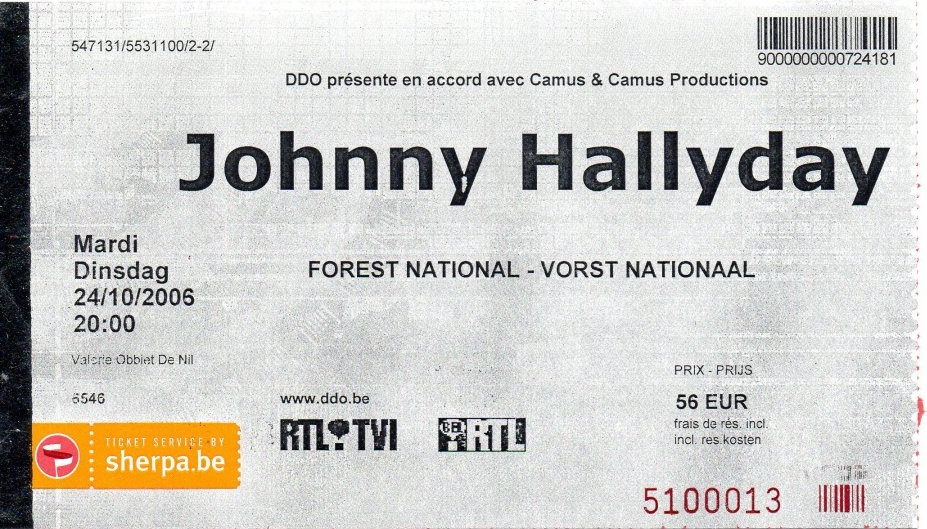 547131/5531100/2-2/
9000000000724181
DDO présente en accord avec Camus & Camus Productions
Johnny Hallyday
Mardi
Dinsdag
24/10/2006
20:00
FOREST NATIONAL - VORST NATIONAAL
Valerie Obbiet De Nil
6546
www.ddo.be
RTL TVI
BEL RTL
PRIX - PRIJS
56 EUR
frais de rés. incl.
incl. res.kosten
TICKET SERVICE BY
sherpa.be
5100013